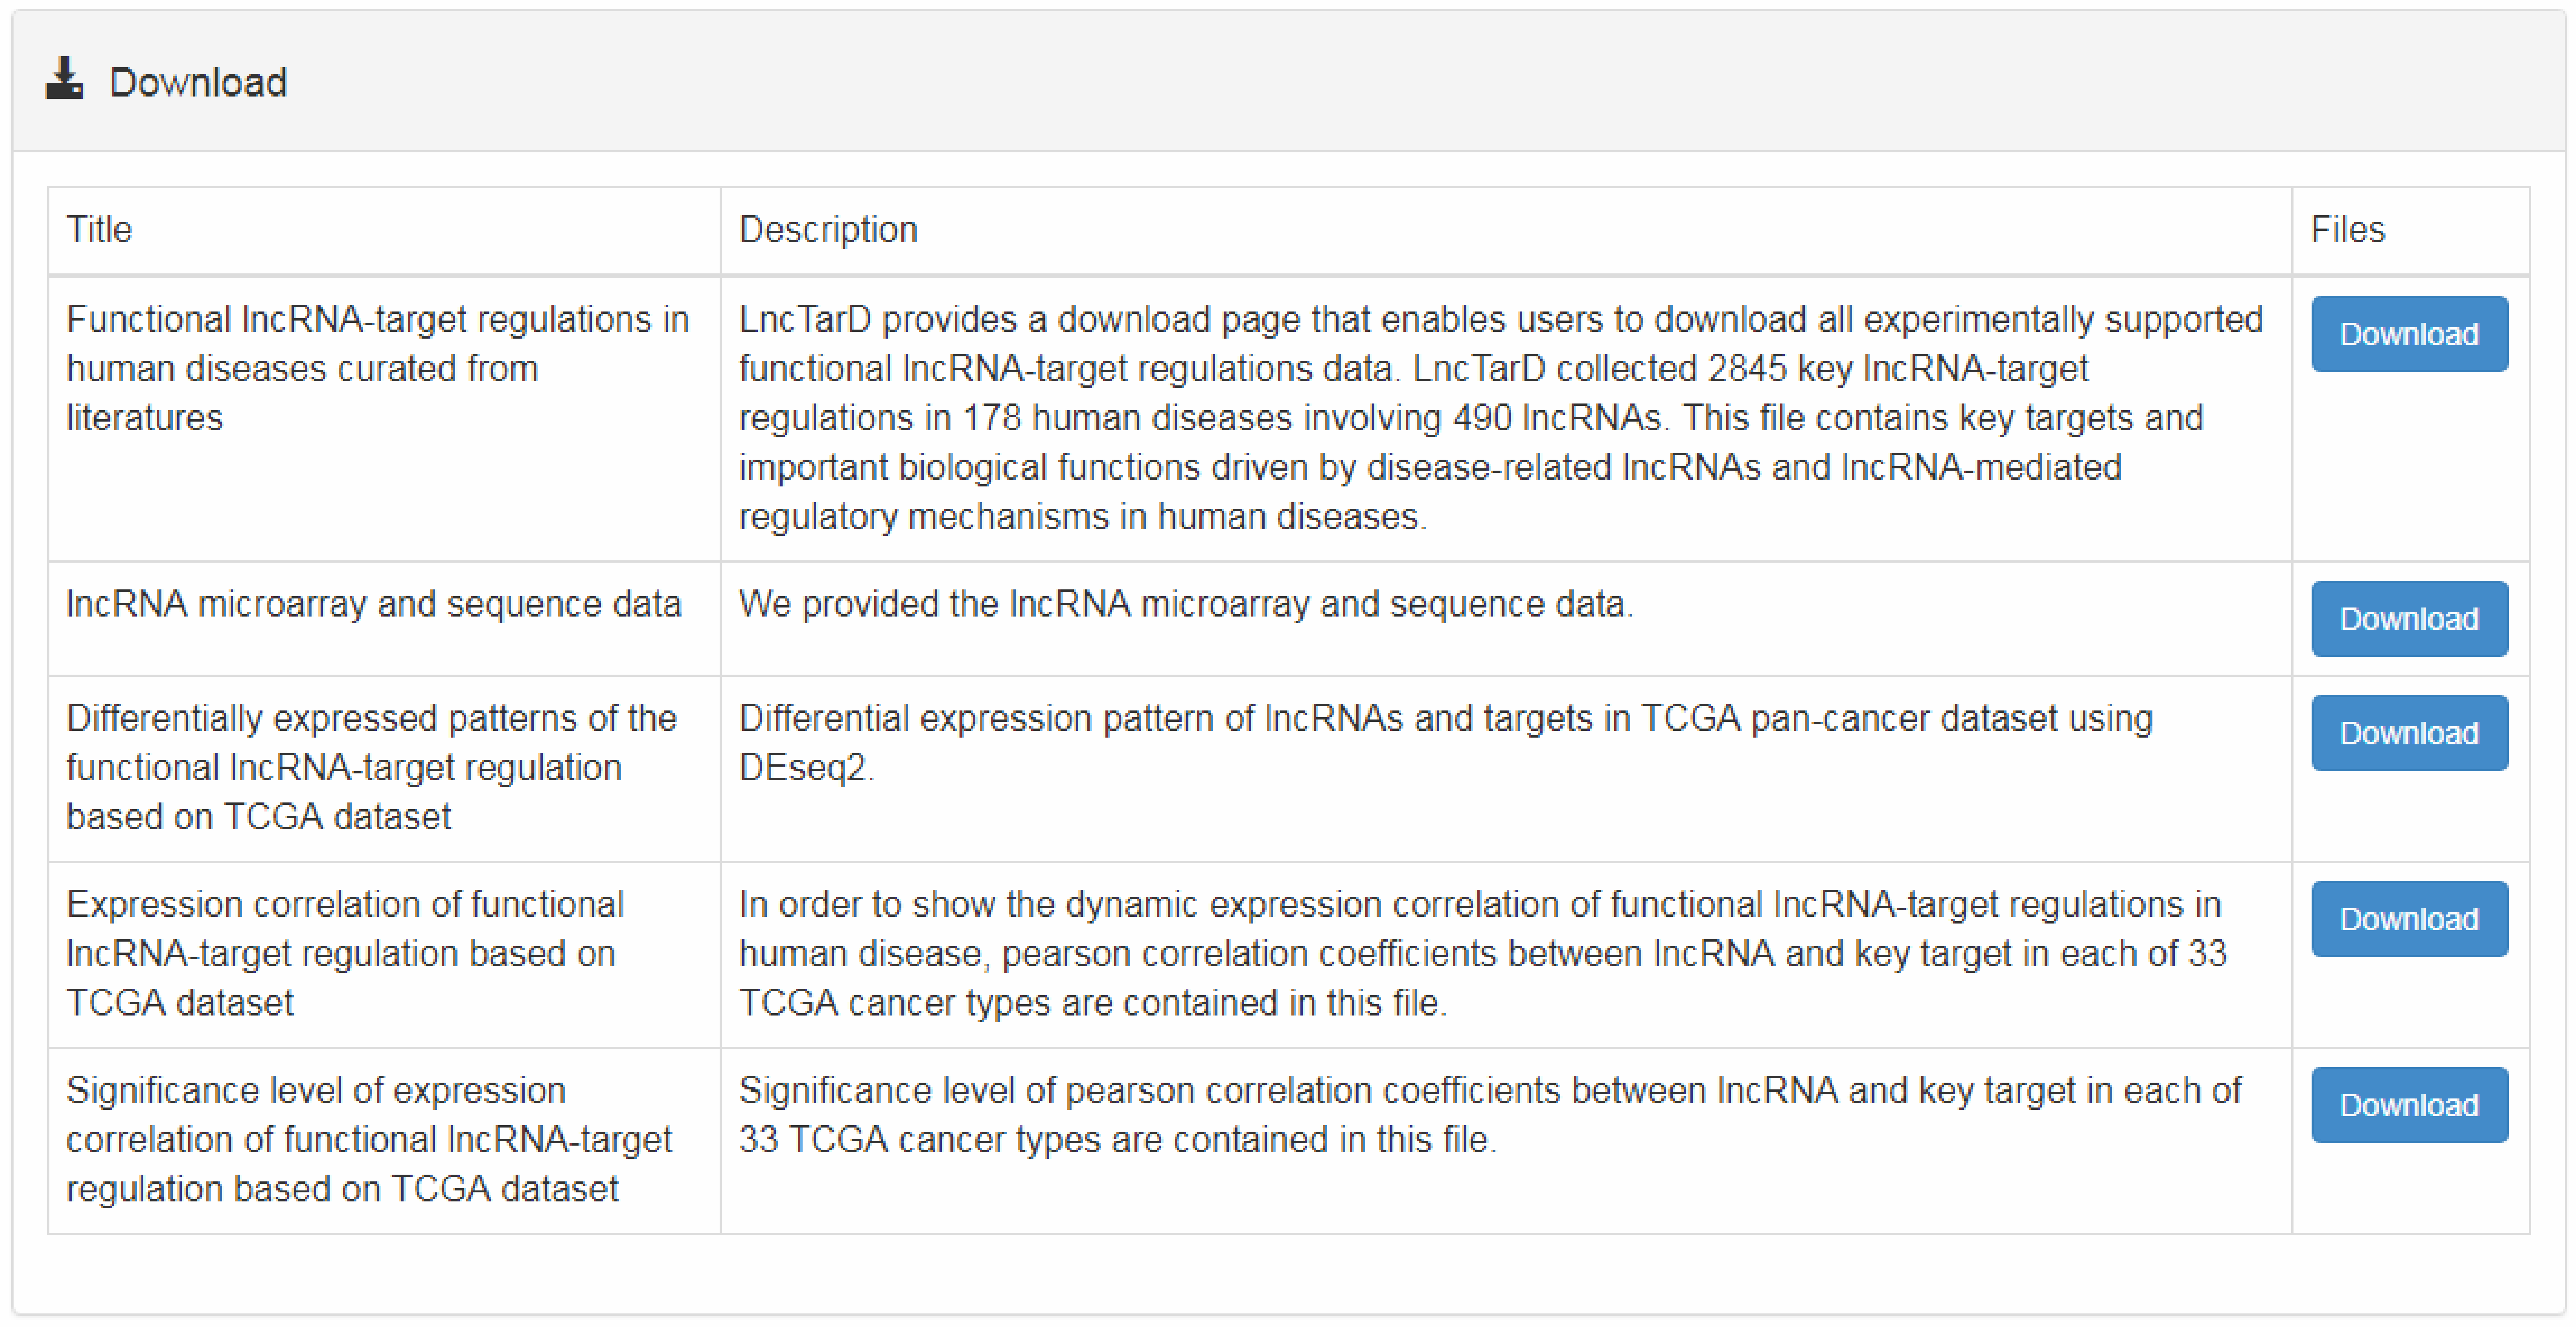 Download
Title
Description
Files
Functional lncRNA-target regulations in
human diseases curated from
literatures
LncTarD provides a download page that enables users to download all experimentally supported
functional lncRNA-target regulations data. LncTarD collected 2845 key lncRNA-target
regulations in 178 human diseases involving 490 lncRNAs. This file contains key targets and
important biological functions driven by disease-related lncRNAs and lncRNA-mediated
regulatory mechanisms in human diseases.
Download
lncRNA microarray and sequence data
We provided the lncRNA microarray and sequence data.
Download
Differentially expressed patterns of the
functional lncRNA-target regulation
based on TCGA dataset
Differential expression pattern of lncRNAs and targets in TCGA pan-cancer dataset using
DEseq2.
Download
Expression correlation of functional
lncRNA-target regulation based on
TCGA dataset
In order to show the dynamic expression correlation of functional lncRNA-target regulations in
human disease, pearson correlation coefficients between lncRNA and key target in each of 33
TCGA cancer types are contained in this file.
Download
Significance level of expression
correlation of functional lncRNA-target
regulation based on TCGA dataset
Significance level of pearson correlation coefficients between lncRNA and key target in each of
33 TCGA cancer types are contained in this file.
Download